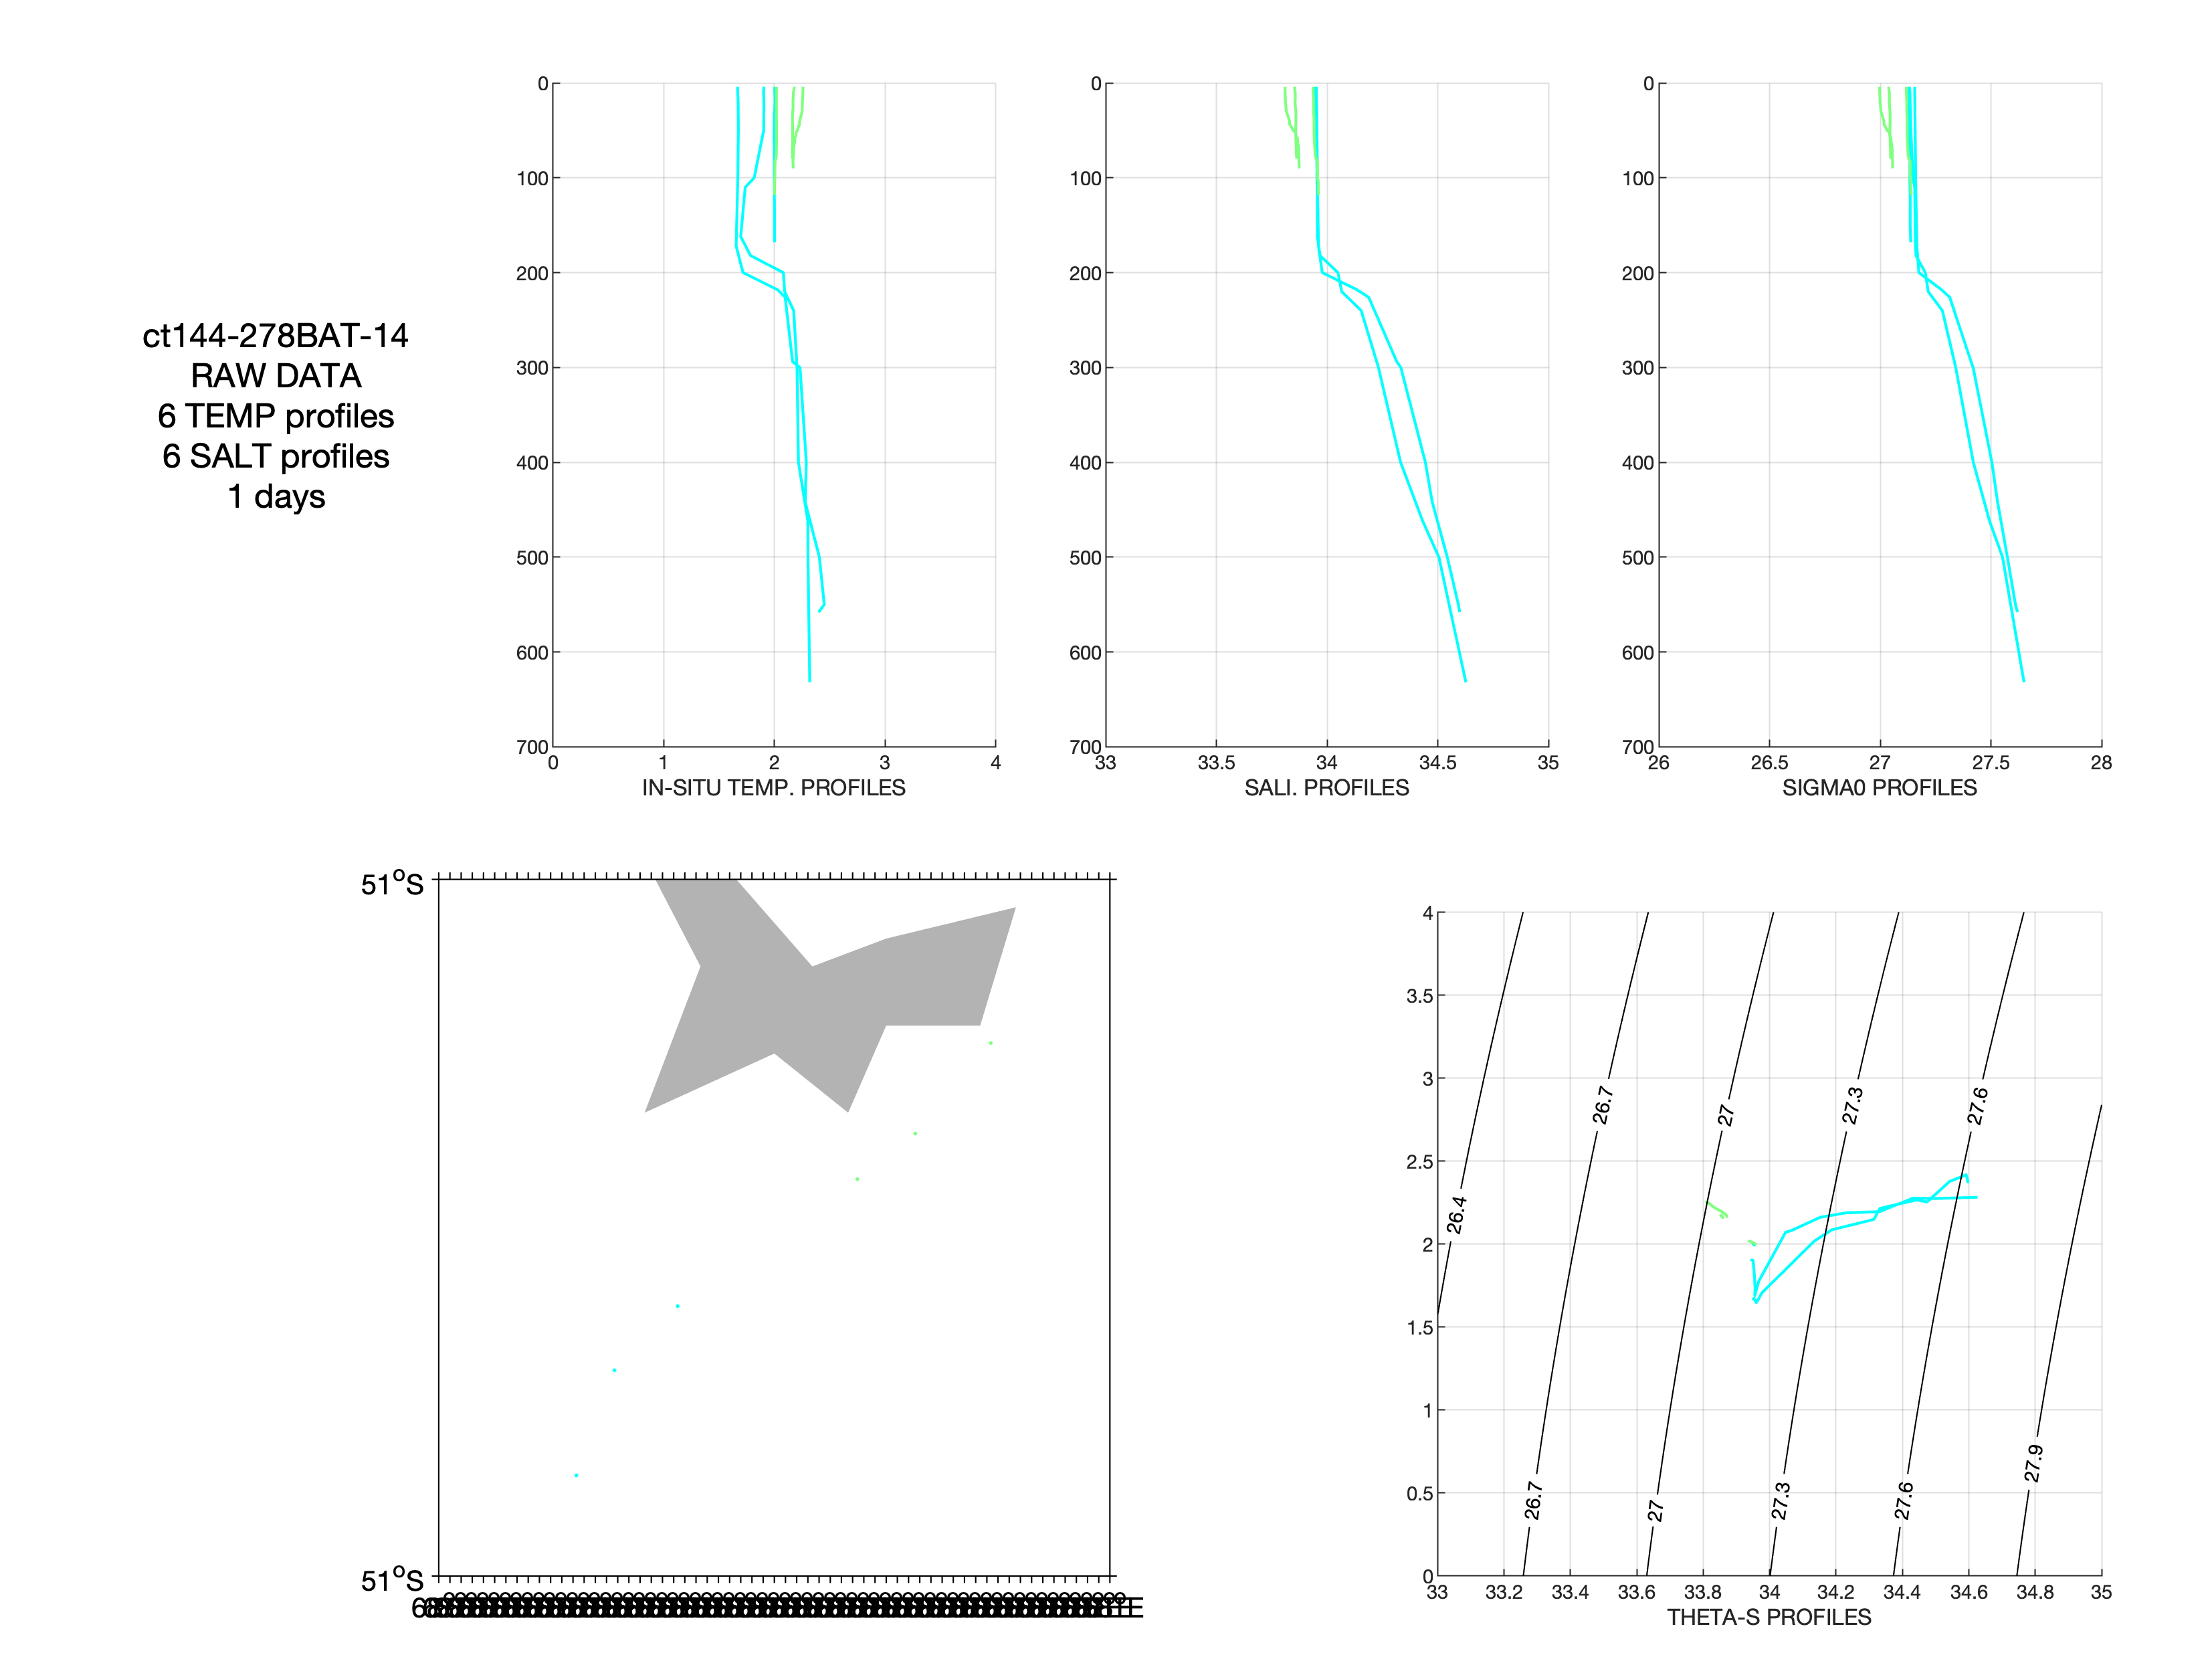 ct144-278BAT-14
RAW DATA
6 TEMP profiles
6 SALT profiles
1 days
0
100
200
300
400
500
600
700
0 1 2 3 4
IN-SITU TEMP. PROFILES
0
100
200
300
400
500
600
700
33 33.5 34 34.5 35
SALI. PROFILES
0
100
200
300
400
500
600
700
26 26.5 27 27.5 28
SIGMA0 PROFILES
51°S
51°S
4
3.5
3
2.5
2
1.5
1
0.5
0
26.7
27
27.3
27.6
26.4
27.9
26.7
27
27.3
27.6
33 33.2 33.4 33.6 33.8 34 34.2 34.4 34.6 34.8 35
THETA-S PROFILES